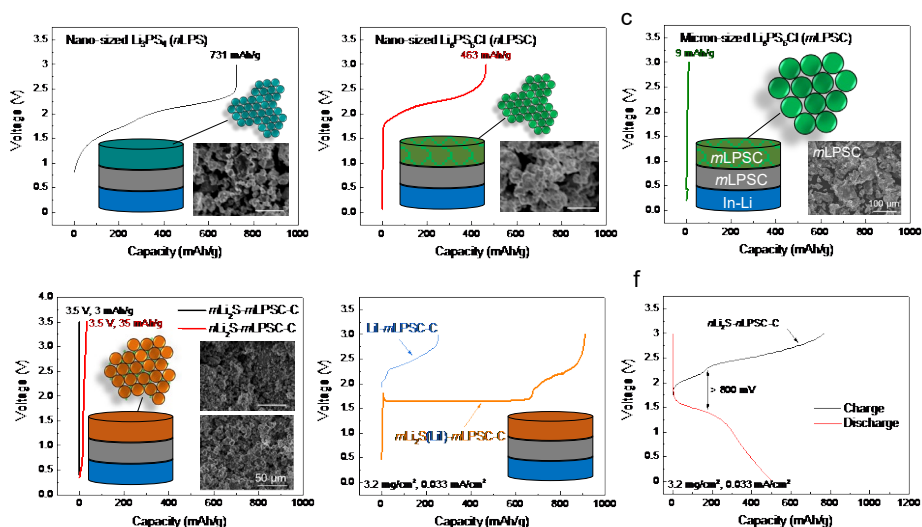 Nano-sized Li3PS4 (nLPS)
731 mAh/g
Voltage (V)
3.5
3.0
2.5
2.0
1.5
1
0.5
0.0
0 200 400 600 800 1000
Capacity (mAh/g)
Nano-sized Li6PS5Cl (nLPSC)
463 mAh/g
Voltage (V)
3.5
3.0
2.5
2.0
1.5
1
0.5
0.0
0 200 400 600 800 1000
Capacity (mAh/g)
c
Micron-sized Li6PS5Cl (mLPSC)
9 mAh/g
Voltage (V)
3.5
3.0
2.5
2.0
1.5
1
0.5
0.0
mLPSC
mLPSC
In-Li
mLPSC
100 μm
0 200 400 600 800 1000
Capacity (mAh/g)
Voltage (V)
4.0
3.5
3.0
2.5
2.0
1.5
1.0
0.5
0.0
3.5 V, 3 mAh/g
3.5 V, 35 mAh/g
mLi2S-mLPSC-C
nLi2S-mLPSC-C
50 μm
0 200 400 600 800 1000
Capacity (mAh/g)
Voltage (V)
3.5
3.0
2.5
2.0
1.5
1
0.5
0.0
LiI-mLPSC-C
mLi2S(LiI)-mLPSC-C
3.2 mg/cm², 0.033 mA/cm²
0 200 400 600 800 1000
Capacity (mAh/g)
f
Voltage (V)
3.5
3.0
2.5
2.0
1.5
1
0.5
0.0
nLi2S-nLPSC-C
> 800 mV
Charge
Discharge
3.2 mg/cm², 0.033 mA/cm²
0 200 400 600 800 1000
Capacity (mAh/g)